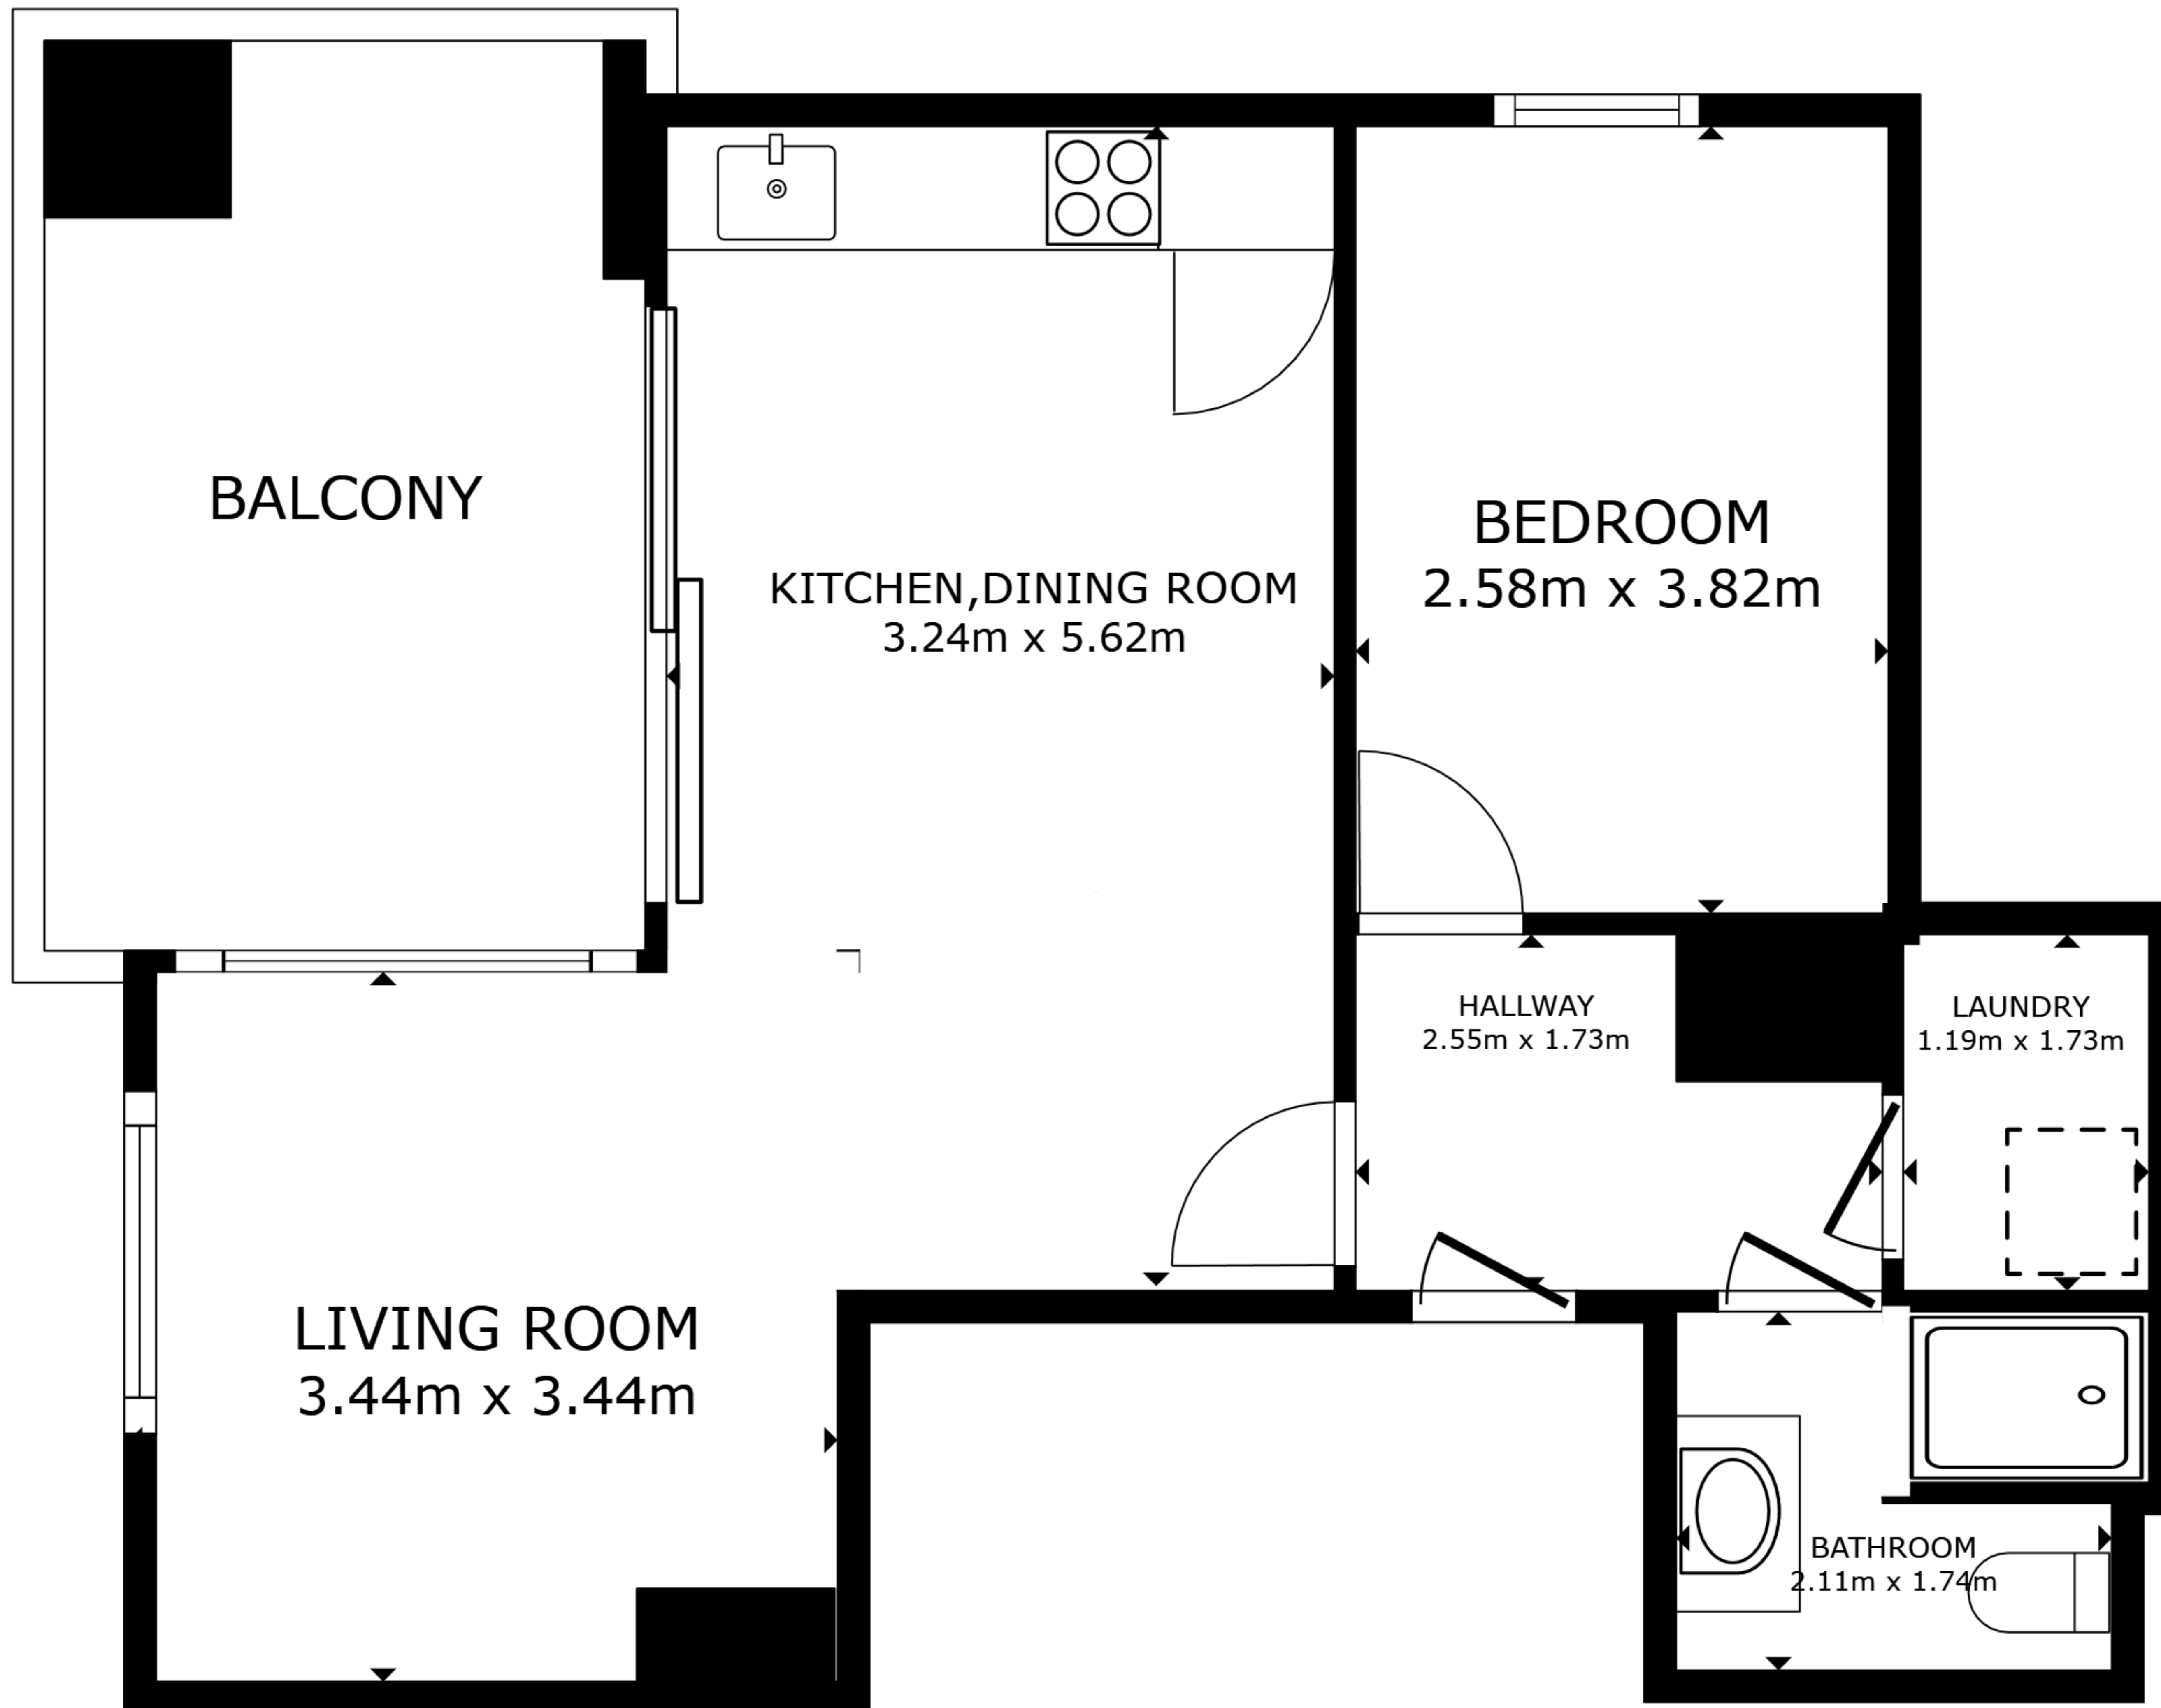 BALCONY
KITCHEN,DINING ROOM
3.24m x 5.62m
BEDROOM
2.58m x 3.82m
HALLWAY
2.55m x 1.73m
LAUNDRY
1.19m x 1.73m
LIVING ROOM
3.44m x 3.44m
BATHROOM
2.11m x 1.74m